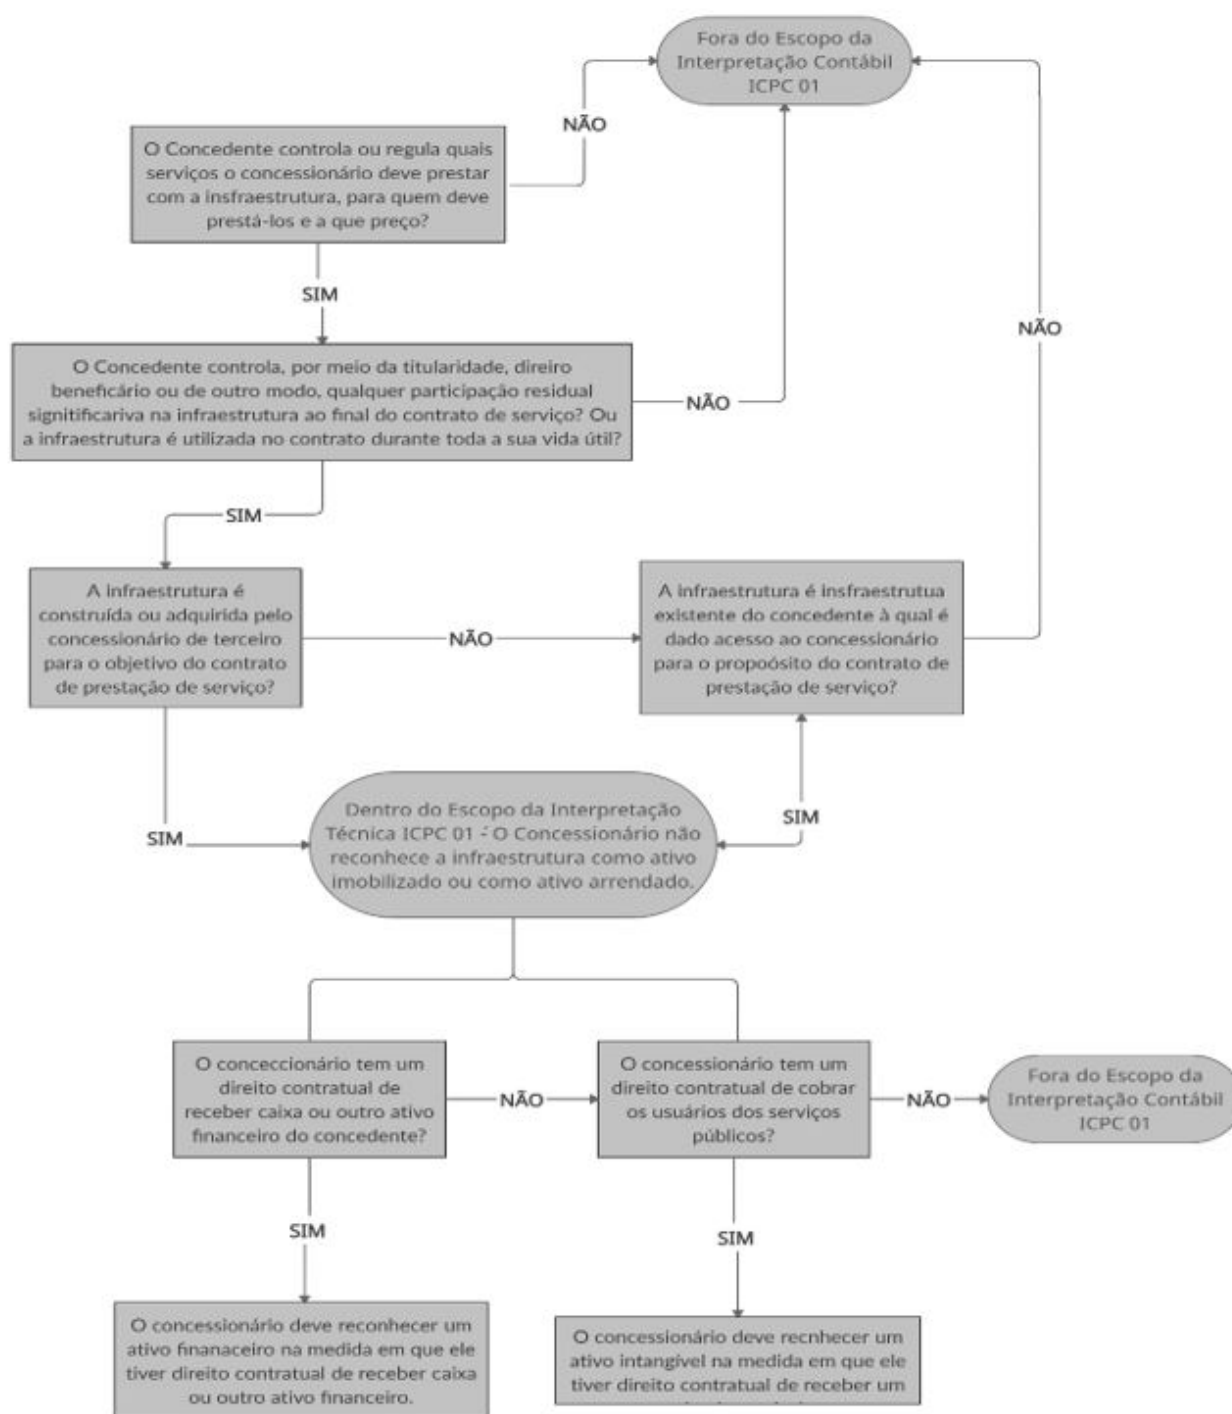 Fora do Escopo da
Interpretação Contábil
ICPC 01
NÃO
O Concedente controla ou regula quais
serviços o concessionário deve prestar
com a insfraestrutura, para quem deve
prestá-los e a que preço?
SIM
NÃO
O Concedente controla, por meio da titularidade, direiro
beneficário ou de outro modo, qualquer participação residual
signitificariva na infraestrutura ao final do contrato de serviço? Ou
a infraestrutura é utilizada no contrato durante toda a sua vida útil?
NÃO
SIM
A infraestrutura é
construída ou adquirida pelo
concessionário de terceiro
para o objetivo do contrato
de prestação de serviço?
NÃO
A infraestrutura é insfraestrutua
existente do concedente à qual é
dado acesso ao concessionário
para o propoósito do contrato de
prestação de serviço?
SIM
SIM
Dentro do Escopo da Interpretação
Técnica ICPC 01 - O Concessionário não
reconhece a infraestrutura como ativo
imobilizado ou como ativo arrendado.
O conceccionário tem um
direito contratual de
receber caixa ou outro ativo
financeiro do concedente?
NÃO
O concessionário tem um
direito contratual de cobrar
os usuários dos serviços
públicos?
NÃO
Fora do Escopo da
Interpretação Contábil
ICPC 01
SIM
SIM
O concessionário deve reconhecer um
ativo finanaceiro na medida em que ele
tiver direito contratual de receber caixa
ou outro ativo financeiro.
O concessionário deve recnhecer um
ativo intangível na medida em que ele
tiver direito contratual de receber um